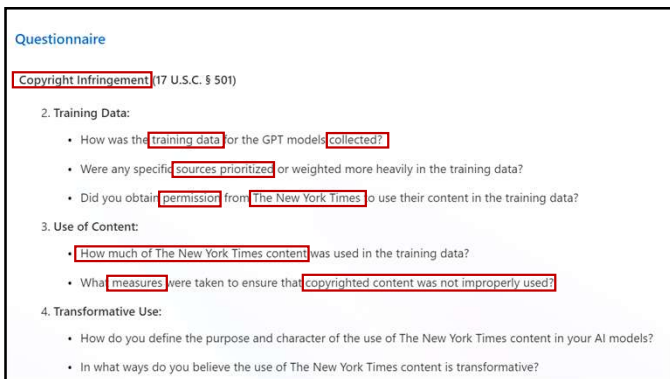 Questionnaire
Copyright Infringement (17 U.S.C. § 501)
2. Training Data:
• How was the training data for the GPT models collected?
• Were any specific sources prioritized or weighted more heavily in the training data?
• Did you obtain permission from The New York Times to use their content in the training data?
3. Use of Content:
• How much of The New York Times content was used in the training data?
• What measures were taken to ensure that copyrighted content was not improperly used?
4. Transformative Use:
• How do you define the purpose and character of the use of The New York Times content in your AI models?
• In what ways do you believe the use of The New York Times content is transformative?